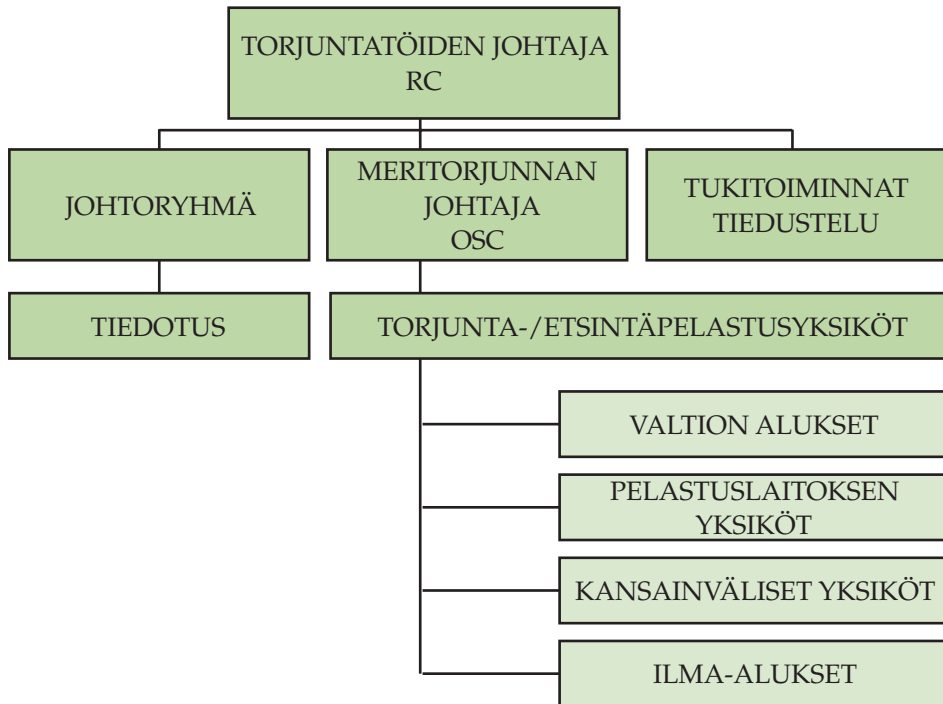 TORJUNTATÖIDEN JOHTAJA
RC
JOHTORYHMÄ
MERITORJUNNAN
JOHTAJA
OSC
TUKITOIMINNAT
TIEDUSTELU
TIEDOTUS
TORJUNTA-/ETSINTÄPELASTUSYKSIKÖT
VALTION ALUKSET
PELASTUSLAITOKSEN
YKSIKÖT
KANSAINVÄLISET YKSIKÖT
ILMA-ALUKSET